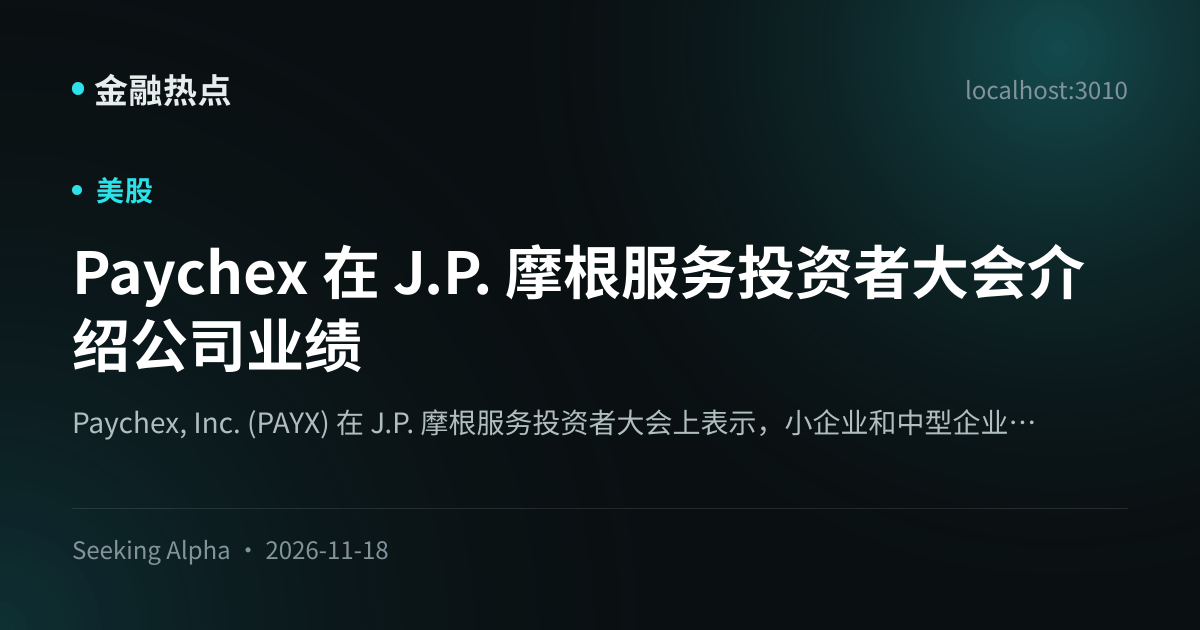 金融热点
localhost:3010
美股
Paychex 在 J.P. 摩根服务投资者大会介
绍公司业绩
Paychex, Inc. (PAYX) 在 J.P. 摩根服务投资者大会上表示，小企业和中型企业…
Seeking Alpha · 2026-11-18